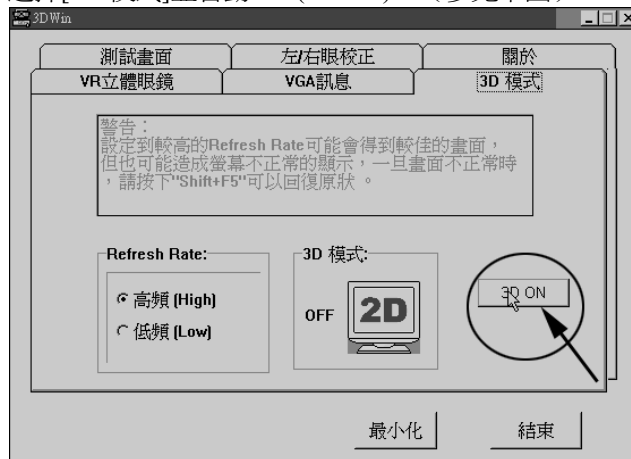 3DWin
測試畫面 左/右眼校正 關於
VR立體眼鏡 VGA訊息 3D 模式
警告：
設定到較高的Refresh Rate可能會得到較佳的畫面，
但也可能造成螢幕不正常的顯示，一旦畫面不正常時
，請按下"Shift+F5"可以回復原狀。
Refresh Rate:
高頻 (High)
低頻 (Low)
3D 模式:
OFF 2D
3D ON
最小化 結束